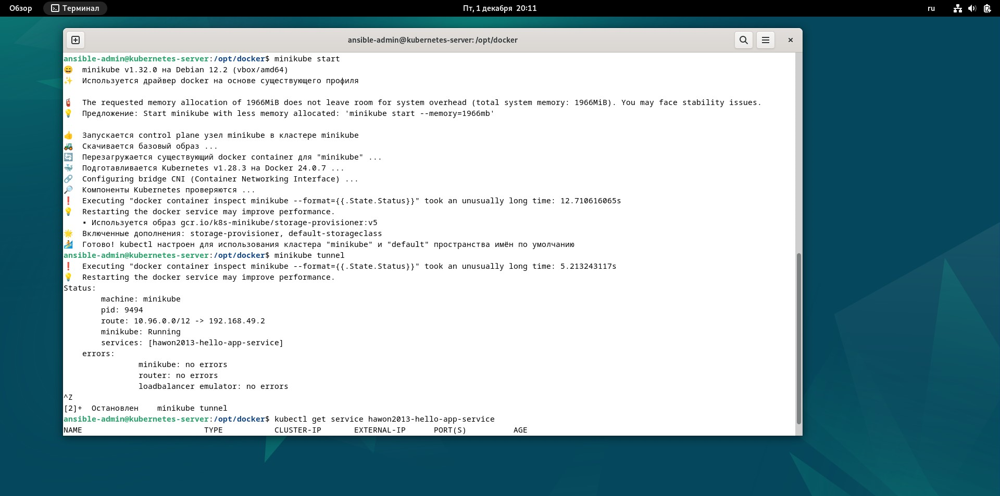 Обзор Терминал Пт, 1 декабря 20:11 ru
ansible-admin@kubernetes-server: /opt/docker
ansible-admin@kubernetes-server:/opt/docker$ minikube start
😄 minikube v1.32.0 на Debian 12.2 (vbox/amd64)
✨ Используется драйвер docker на основе существующего профиля
🧯 The requested memory allocation of 1966MiB does not leave room for system overhead (total system memory: 1966MiB). You may face stability issues.
💡 Предложение: Start minikube with less memory allocated: 'minikube start --memory=1966mb'
👍 Запускается control plane узел minikube в кластере minikube
🚜 Скачивается базовый образ ...
🔄 Перезагружается существующий docker container для "minikube" ...
🐳 Подготавливается Kubernetes v1.28.3 на Docker 24.0.7 ...
🔗 Configuring bridge CNI (Container Networking Interface) ...
🔎 Компоненты Kubernetes проверяются ...
❗ Executing "docker container inspect minikube --format={{.State.Status}}" took an unusually long time: 12.710616065s
💡 Restarting the docker service may improve performance.
▪ Используется образ gcr.io/k8s-minikube/storage-provisioner:v5
🌟 Включенные дополнения: storage-provisioner, default-storageclass
🏄 Готово! kubectl настроен для использования кластера "minikube" и "default" пространства имён по умолчанию
ansible-admin@kubernetes-server:/opt/docker$ minikube tunnel
❗ Executing "docker container inspect minikube --format={{.State.Status}}" took an unusually long time: 5.213243117s
💡 Restarting the docker service may improve performance.
Status:
machine: minikube
pid: 9494
route: 10.96.0.0/12 -> 192.168.49.2
minikube: Running
services: [hawon2013-hello-app-service]
errors:
minikube: no errors
router: no errors
loadbalancer emulator: no errors
^Z
[2]+ Остановлен minikube tunnel
ansible-admin@kubernetes-server:/opt/docker$ kubectl get service hawon2013-hello-app-service
NAME TYPE CLUSTER-IP EXTERNAL-IP PORT(S) AGE